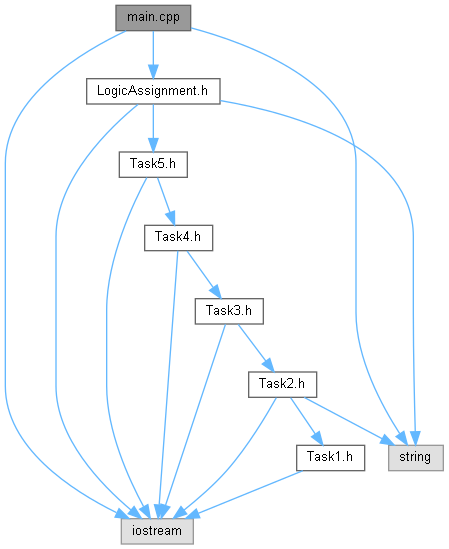 main.cpp
LogicAssignment.h
Task5.h
Task4.h
Task3.h
Task2.h
Task1.h
string
iostream